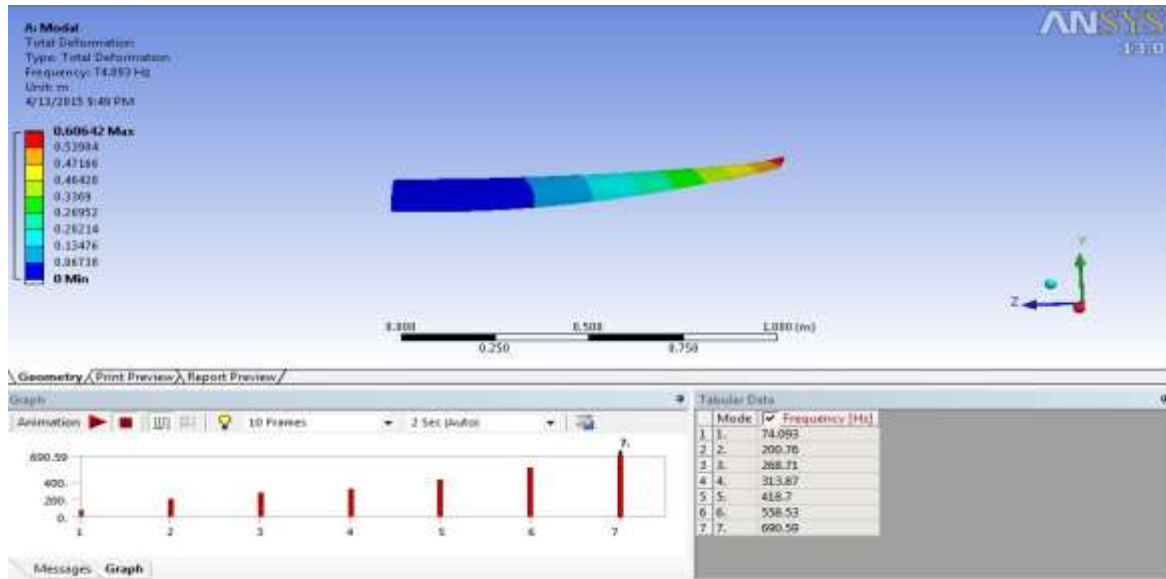 A: Modal
Total Deformation
Type: Total Deformation
Frequency: 74.093 Hz
Unit: m
4/13/2015 5:49 PM
0.60642 Max
0.53904
0.47166
0.40428
0.3369
0.26952
0.20214
0.13476
0.06738
0 Min
ANSYS
Y
Z
0.000 0.500 1.000 (m)
0.250 0.750
Geometry Print Preview Report Preview
Graph
Animation 10 Frames 2 Sec (Auto)
7.
690.59
400.
200.
0.
1 2 3 4 5 6 7
Messages Graph
Tabular Data
Mode Frequency [Hz]
1 1. 74.093
2 2. 200.76
3 3. 268.71
4 4. 313.87
5 5. 418.7
6 6. 558.53
7 7. 690.59